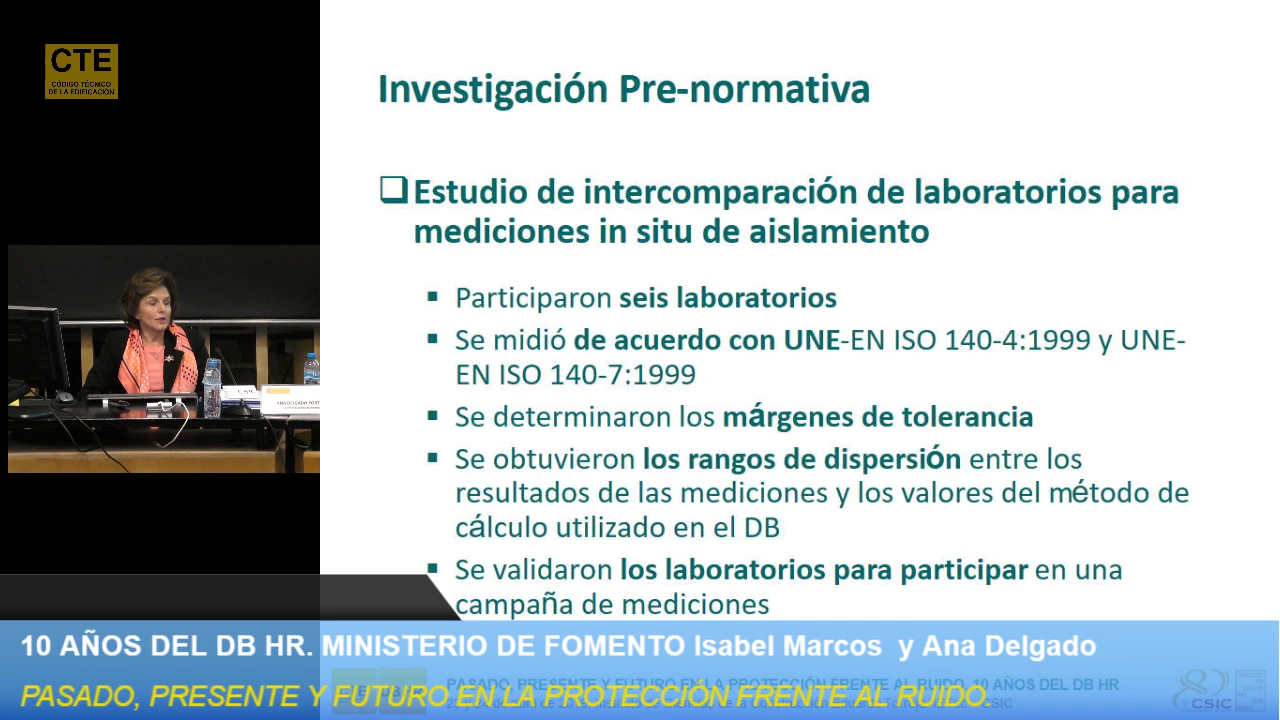 CTE
CÓDIGO TÉCNICO
DE LA EDIFICACIÓN
Investigación Pre-normativa
❑Estudio de intercomparación de laboratorios para
mediciones in situ de aislamiento
▪ Participaron seis laboratorios
▪ Se midió de acuerdo con UNE-EN ISO 140-4:1999 y UNE-
EN ISO 140-7:1999
▪ Se determinaron los márgenes de tolerancia
▪ Se obtuvieron los rangos de dispersión entre los
resultados de las mediciones y los valores del método de
cálculo utilizado en el DB
▪ Se validaron los laboratorios para participar en una
campaña de mediciones
10 AÑOS DEL DB HR. MINISTERIO DE FOMENTO Isabel Marcos y Ana Delgado
PASADO, PRESENTE Y FUTURO EN LA PROTECCIÓN FRENTE AL RUIDO. 10 AÑOS DEL DB HR
PASADO, PRESENTE Y FUTURO EN LA PROTECCIÓN FRENTE AL RUIDO.
CSIC
CSIC